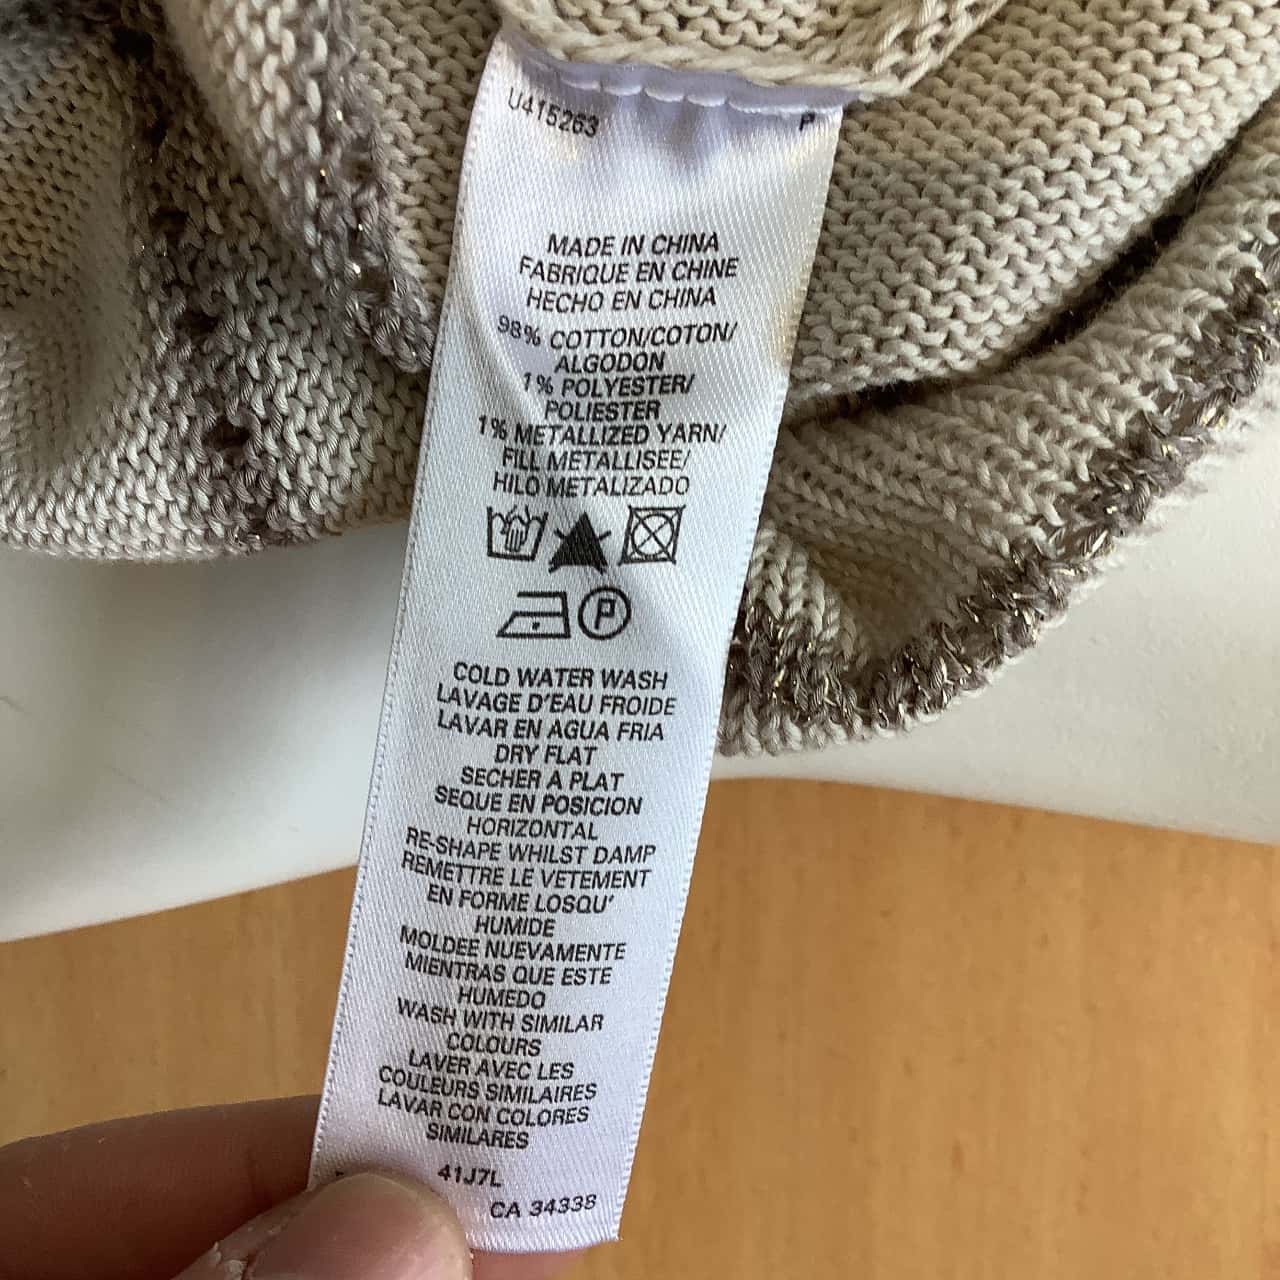 U415263 P
MADE IN CHINA
FABRIQUE EN CHINE
HECHO EN CHINA
98% COTTON/COTON/
ALGODON
1% POLYESTER/
POLIESTER
1% METALLIZED YARN/
FILL METALLISEE/
HILO METALIZADO
P
COLD WATER WASH
LAVAGE D'EAU FROIDE
LAVAR EN AGUA FRIA
DRY FLAT
SECHER A PLAT
SEQUE EN POSICION
HORIZONTAL
RE-SHAPE WHILST DAMP
REMETTRE LE VETEMENT
EN FORME LOSQU'
HUMIDE
MOLDEE NUEVAMENTE
MIENTRAS QUE ESTE
HUMEDO
WASH WITH SIMILAR
COLOURS
LAVER AVEC LES
COULEURS SIMILAIRES
LAVAR CON COLORES
SIMILARES
41J7L
CA 34338